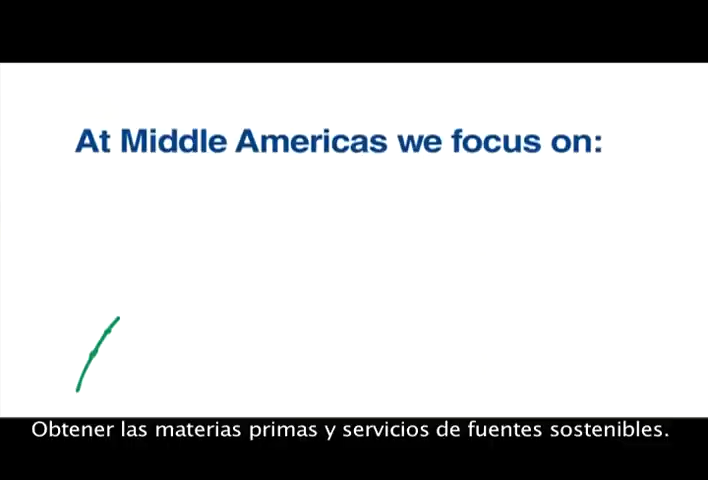 At Middle Americas we focus on:
Obtener las materias primas y servicios de fuentes sostenibles.